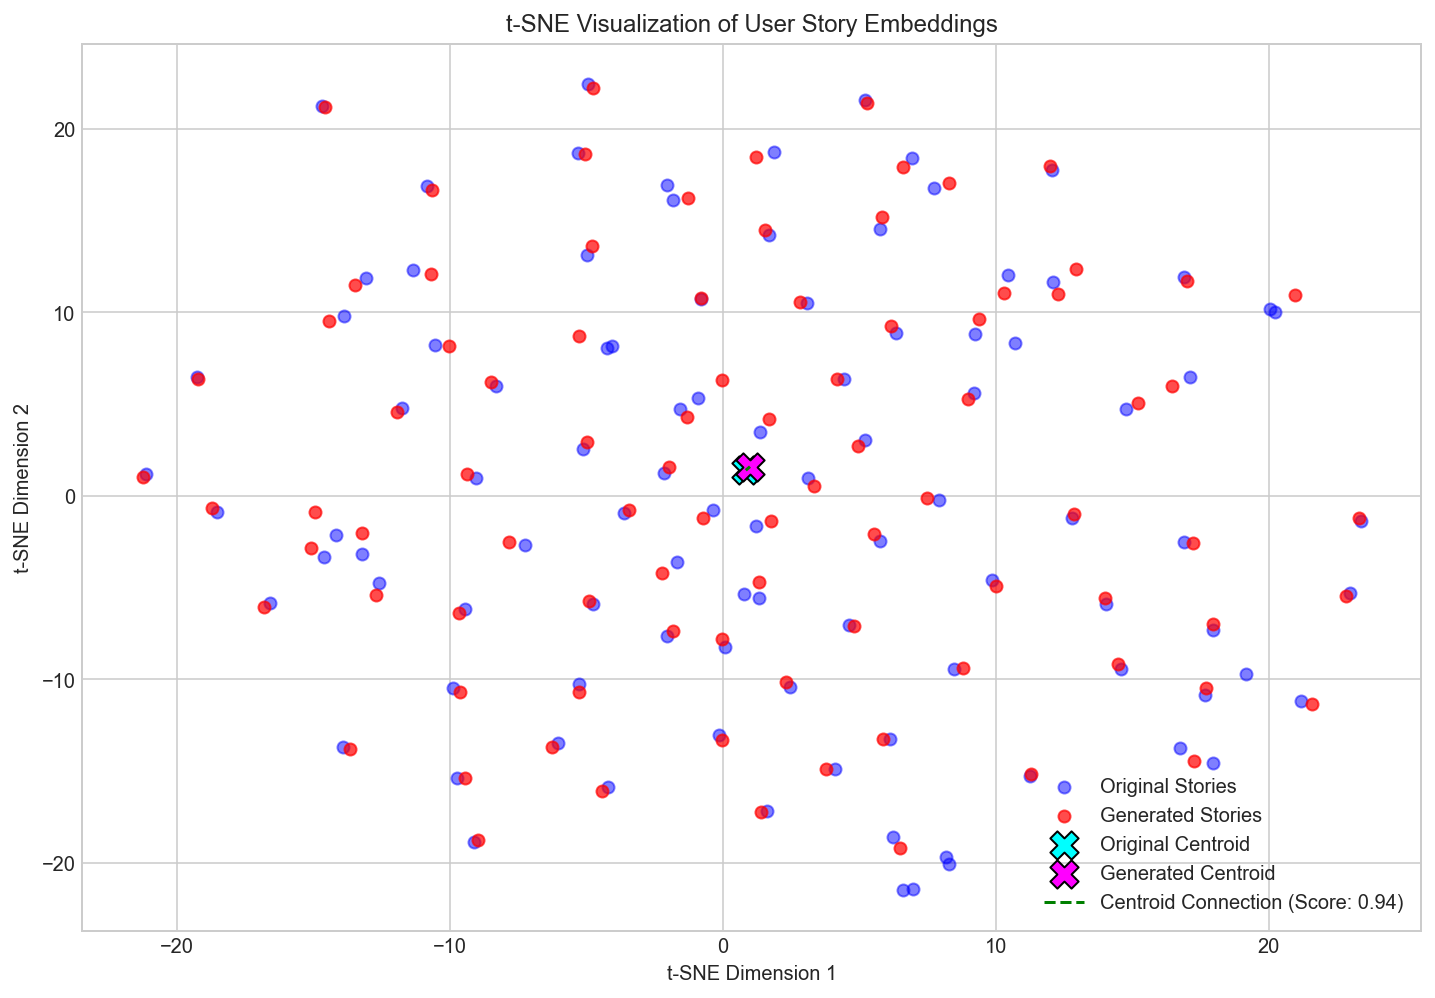 t-SNE Visualization of User Story Embeddings
20
10
0
−10
−20
t-SNE Dimension 2
Original Stories
Generated Stories
Original Centroid
Generated Centroid
Centroid Connection (Score: 0.94)
−20
−10
0
10
20
t-SNE Dimension 1